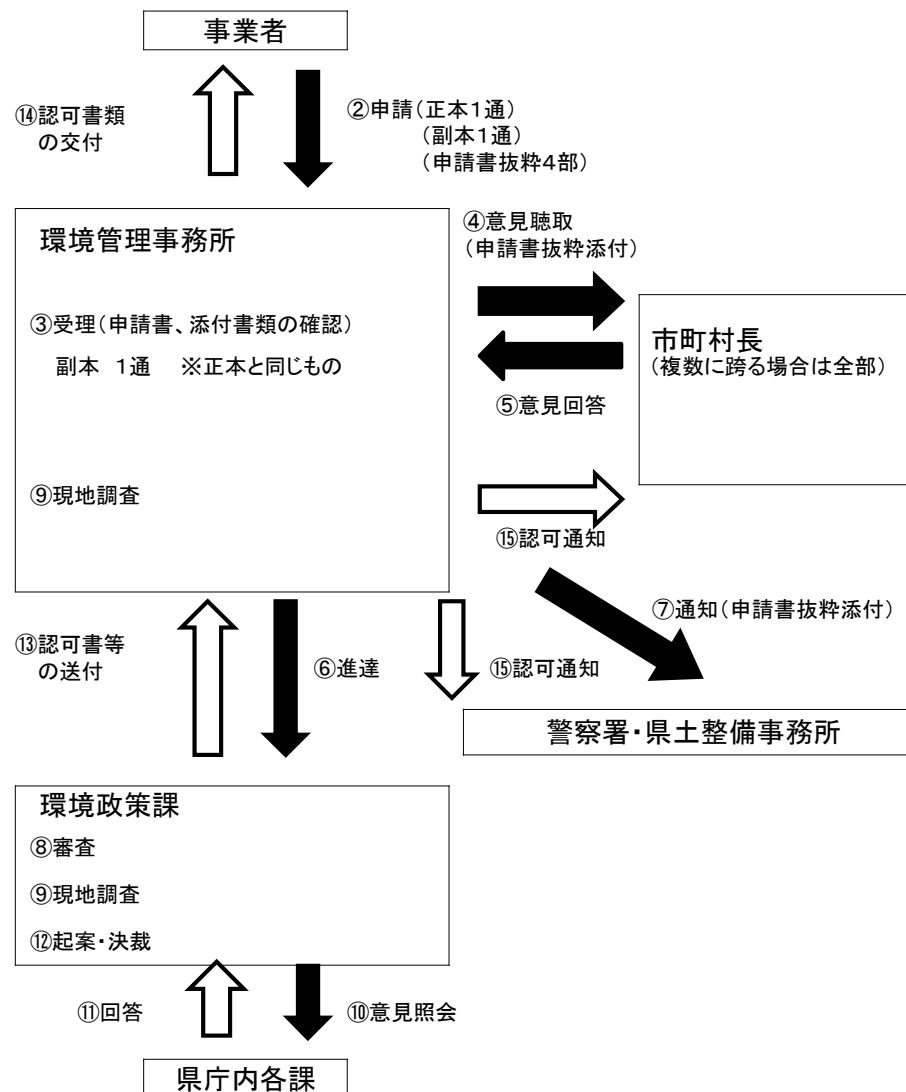 事業者
⑭認可書類
の交付
②申請(正本1通)
(副本1通)
(申請書抜粋4部)
環境管理事務所
④意見聴取
(申請書抜粋添付)
③受理(申請書、添付書類の確認)
副本 1通 ※正本と同じもの
市町村長
(複数に跨る場合は全部)
⑤意見回答
⑨現地調査
⑮認可通知
⑦通知(申請書抜粋添付)
⑬認可書等
の送付
⑥進達
⑮認可通知
警察署・県土整備事務所
環境政策課
⑧審査
⑨現地調査
⑫起案・決裁
⑪回答
⑩意見照会
県庁内各課